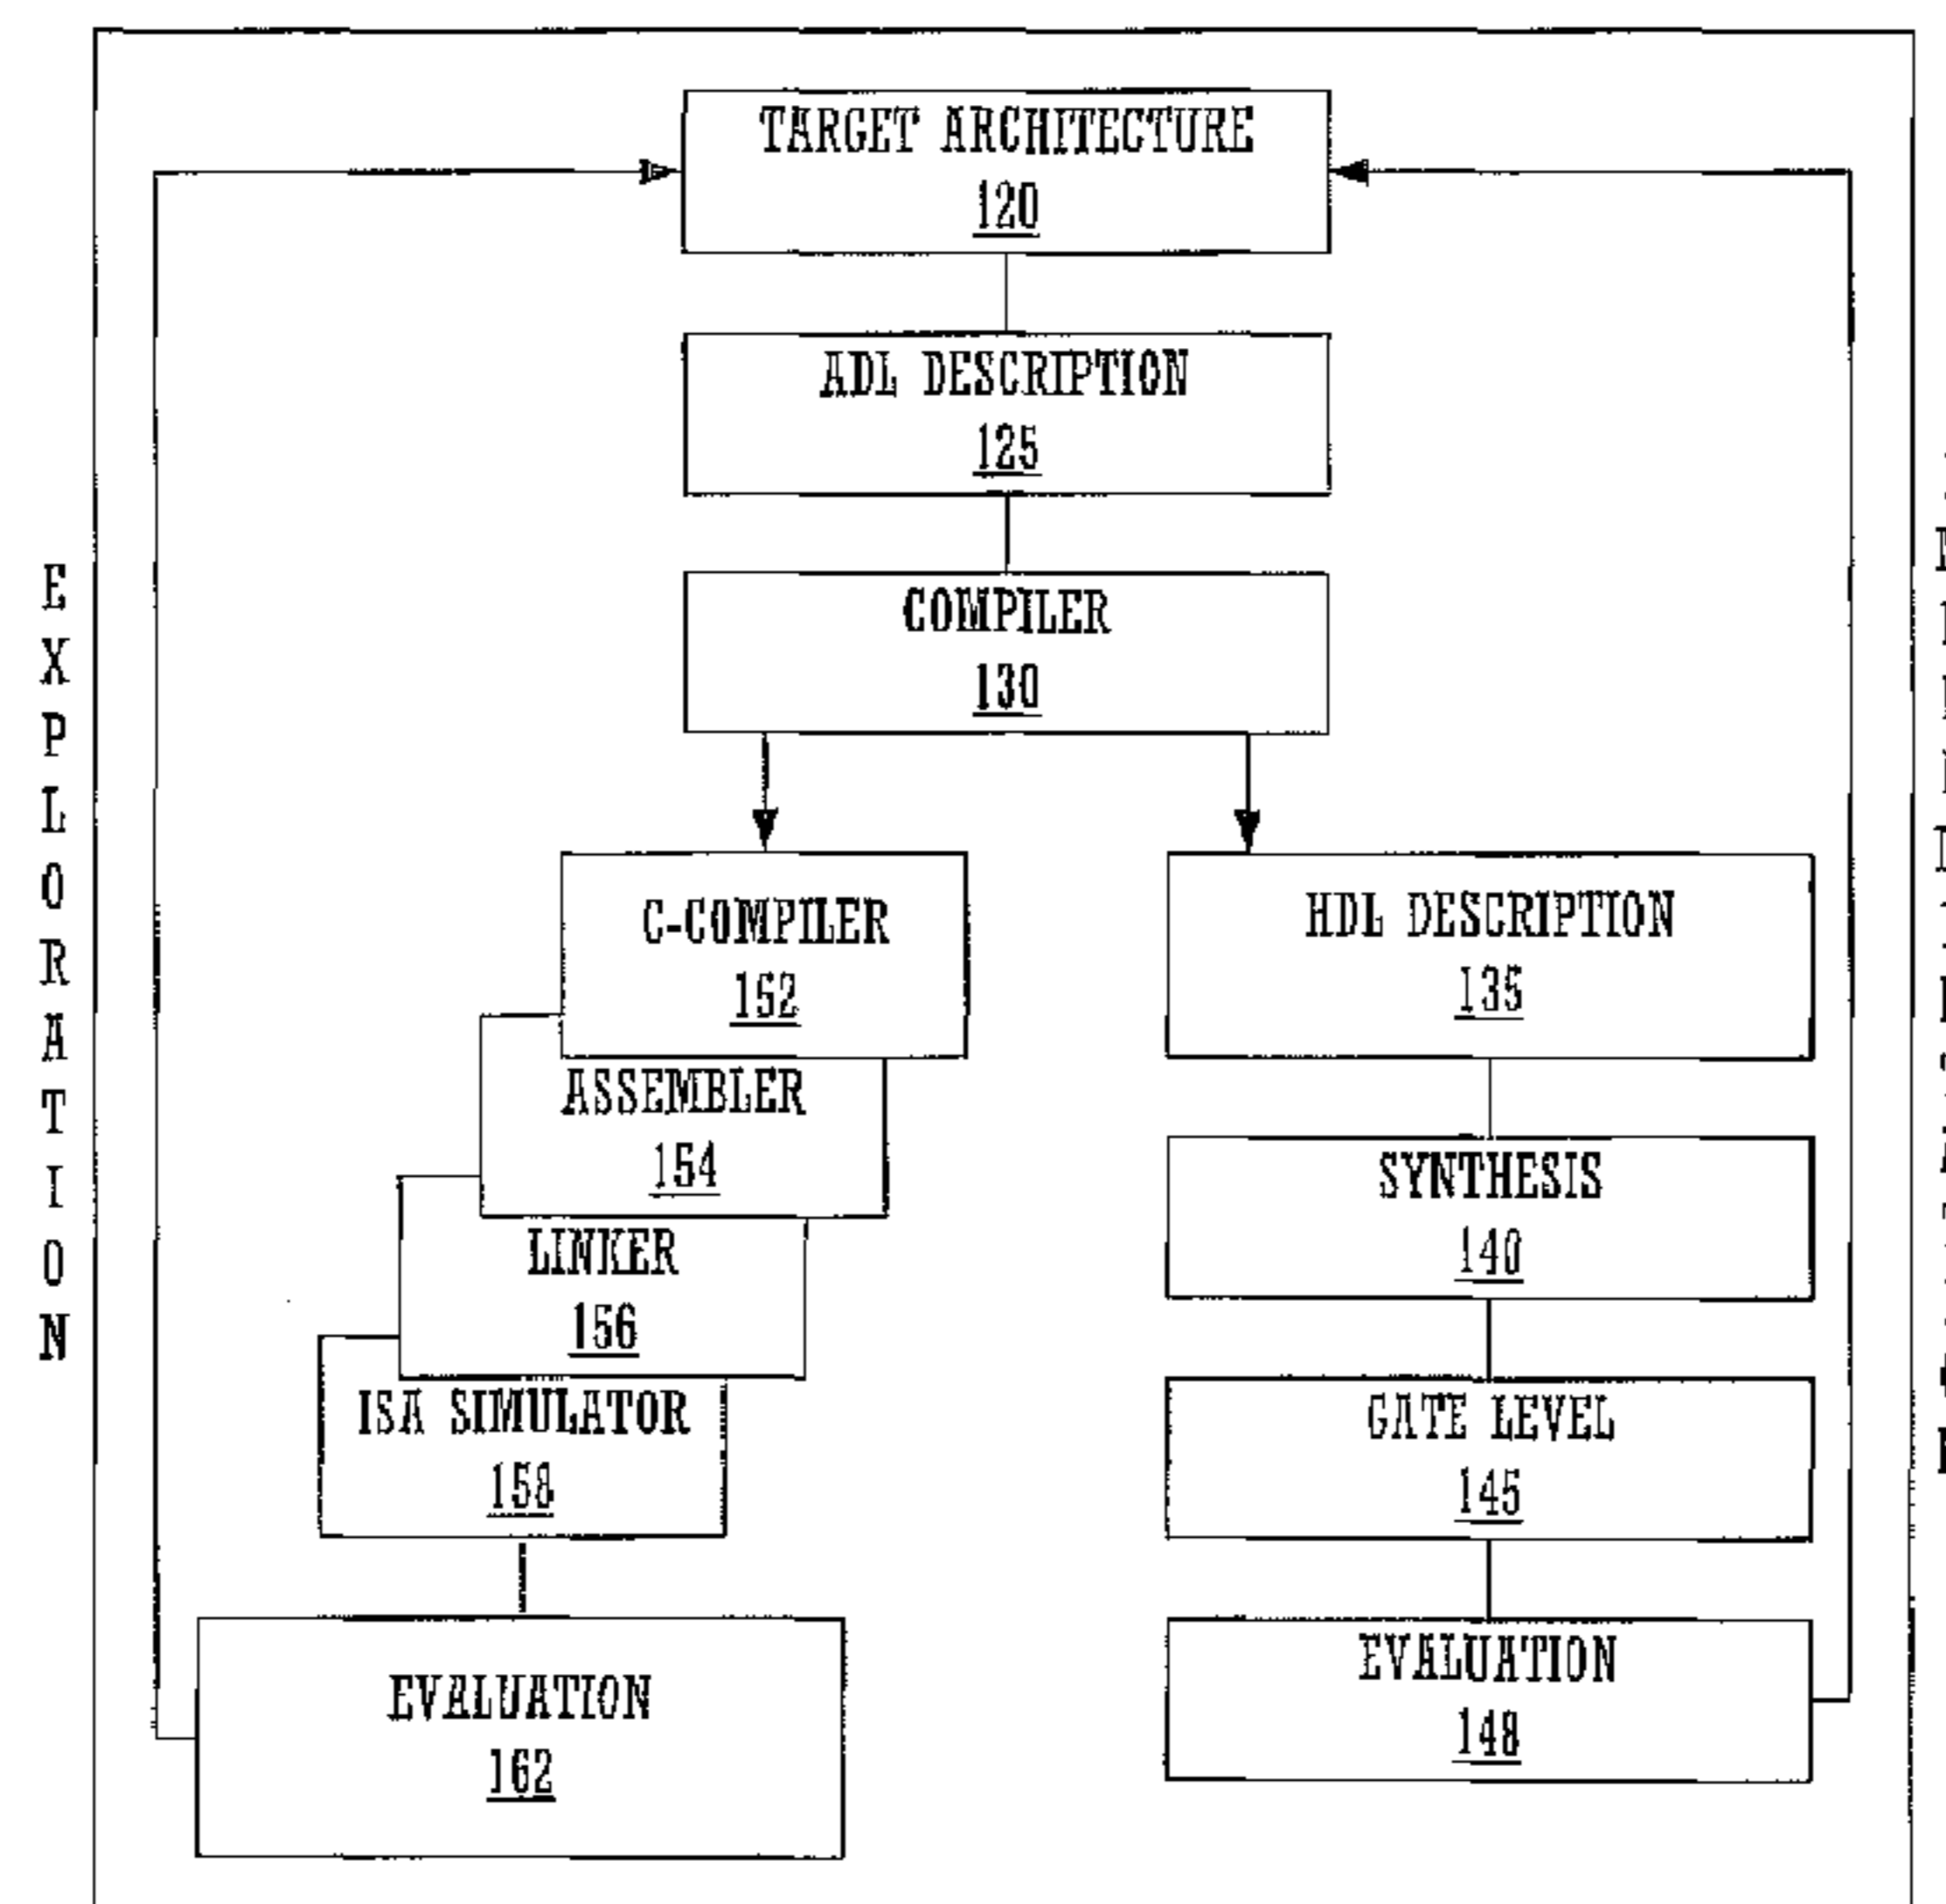 TARGET ARCHITECTURE
120
ADL DESCRIPTION
125
COMPILER
130
EXPLORATION
C-COMPILER
152
ASSEMBLER
154
LINKER
156
ISA SIMULATOR
158
EVALUATION
162
HDL DESCRIPTION
135
SYNTHESIS
140
GATE LEVEL
145
EVALUATION
148